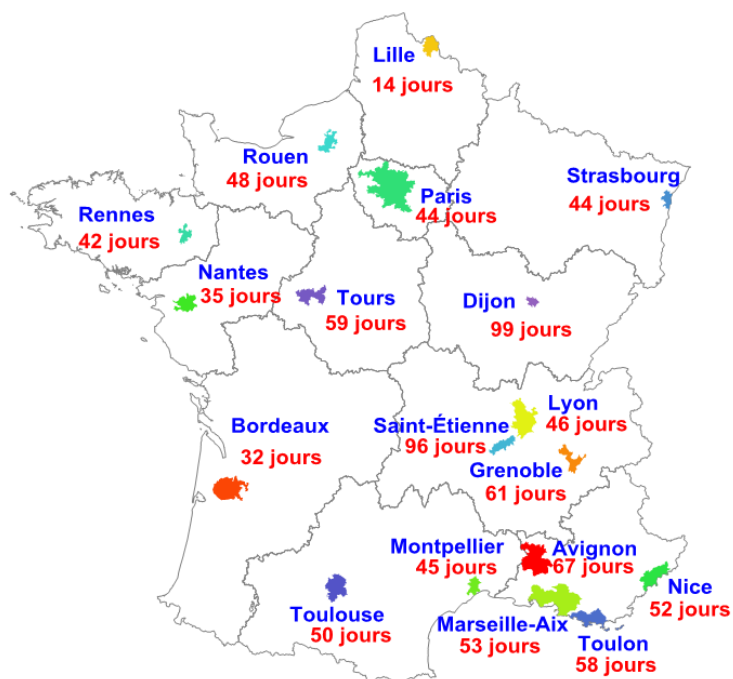 Lille
14 jours
Rouen
48 jours
Paris
44 jours
Strasbourg
44 jours
Rennes
42 jours
Nantes
35 jours
Tours
59 jours
Dijon
99 jours
Bordeaux
32 jours
Lyon
46 jours
Saint-Étienne
96 jours
Grenoble
61 jours
Montpellier
45 jours
Avignon
67 jours
Nice
52 jours
Toulouse
50 jours
Marseille-Aix
53 jours
Toulon
58 jours